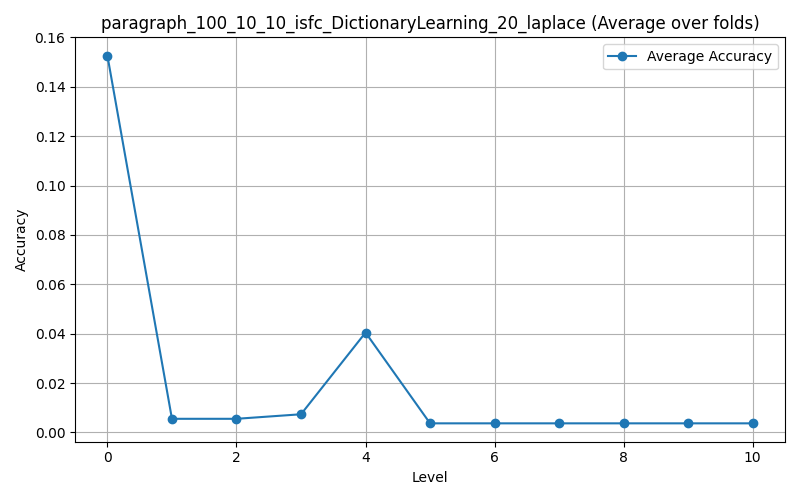 paragraph_100_10_10_isfc_DictionaryLearning_20_laplace (Average over folds)
Average Accuracy
0.16
0.14
0.12
0.10
0.08
0.06
0.04
0.02
0.00
Accuracy
0 2 4 6 8 10
Level